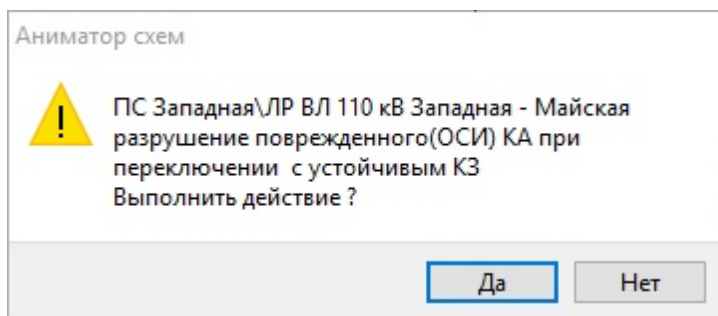 Аниматор схем
ПС Западная\ЛР ВЛ 110 кВ Западная - Майская
разрушение поврежденного(ОСИ) КА при
переключении  с устойчивым КЗ
Выполнить действие ?
Да Нет